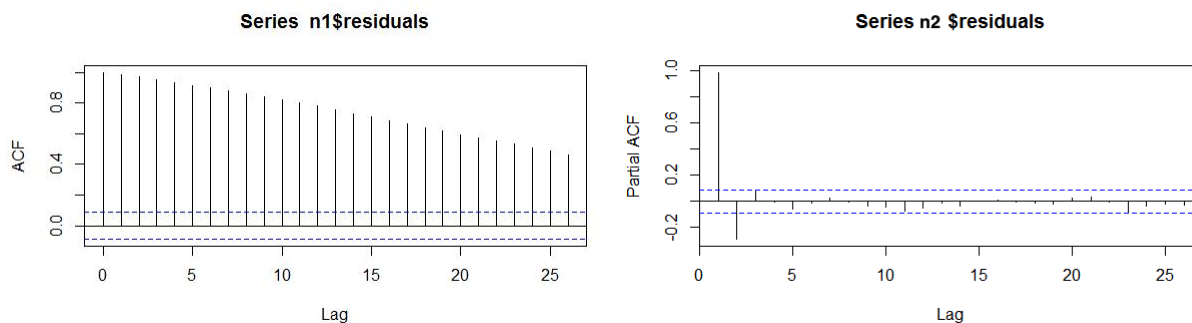 Series n1$residuals
ACF
0.0 0.4 0.8
0 5 10 15 20 25
Lag
Series n2 $residuals
Partial ACF
-0.2 0.2 0.6 1.0
0 5 10 15 20 25
Lag